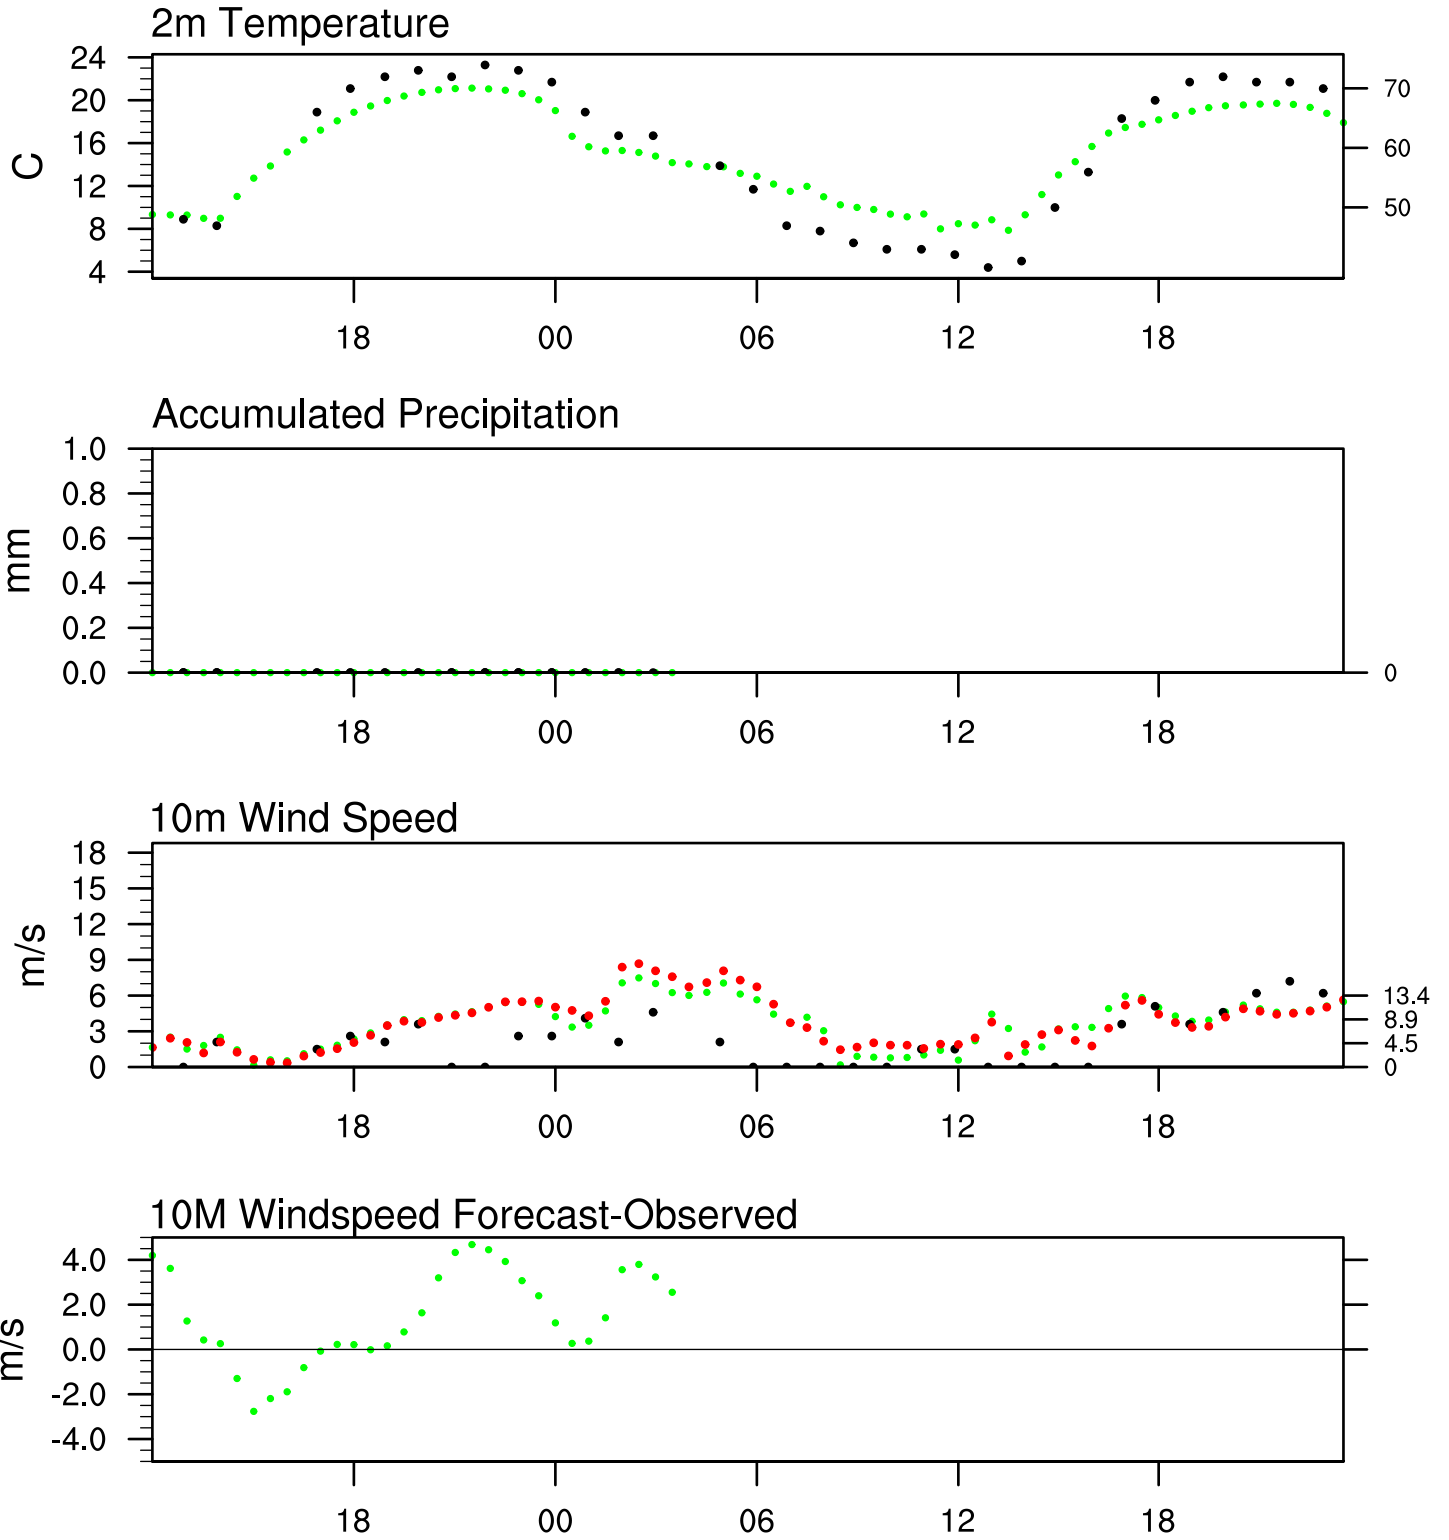 2m Temperature
24
20
16
12
8
4
C
70
60
50
18 00 06 12 18
Accumulated Precipitation
1.0
0.8
0.6
0.4
0.2
0.0
mm
0
18 00 06 12 18
10m Wind Speed
18
15
12
9
6
3
0
m/s
13.4
8.9
4.5
0
18 00 06 12 18
10M Windspeed Forecast-Observed
4.0
2.0
0.0
-2.0
-4.0
m/s
18 00 06 12 18